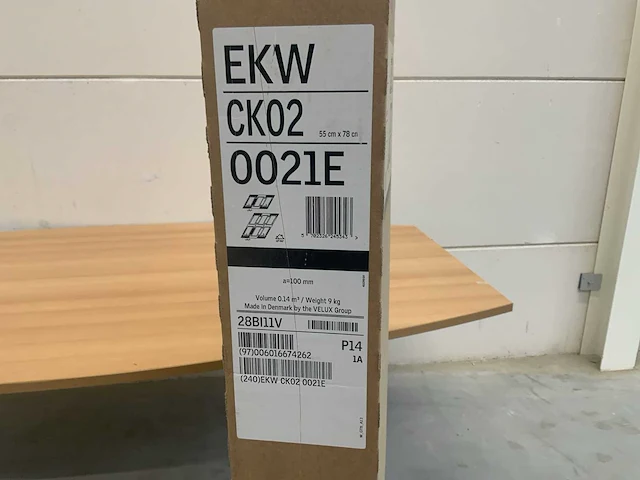 EKW
CK02 55 cm x 78 cm
0021E
a=100 mm
Volume 0.14 m³ / Weight 9 kg
Made in Denmark by the VELUX Group
28BI11V
P14
1A
(97)006016674262
(240)EKW CK02 0021E